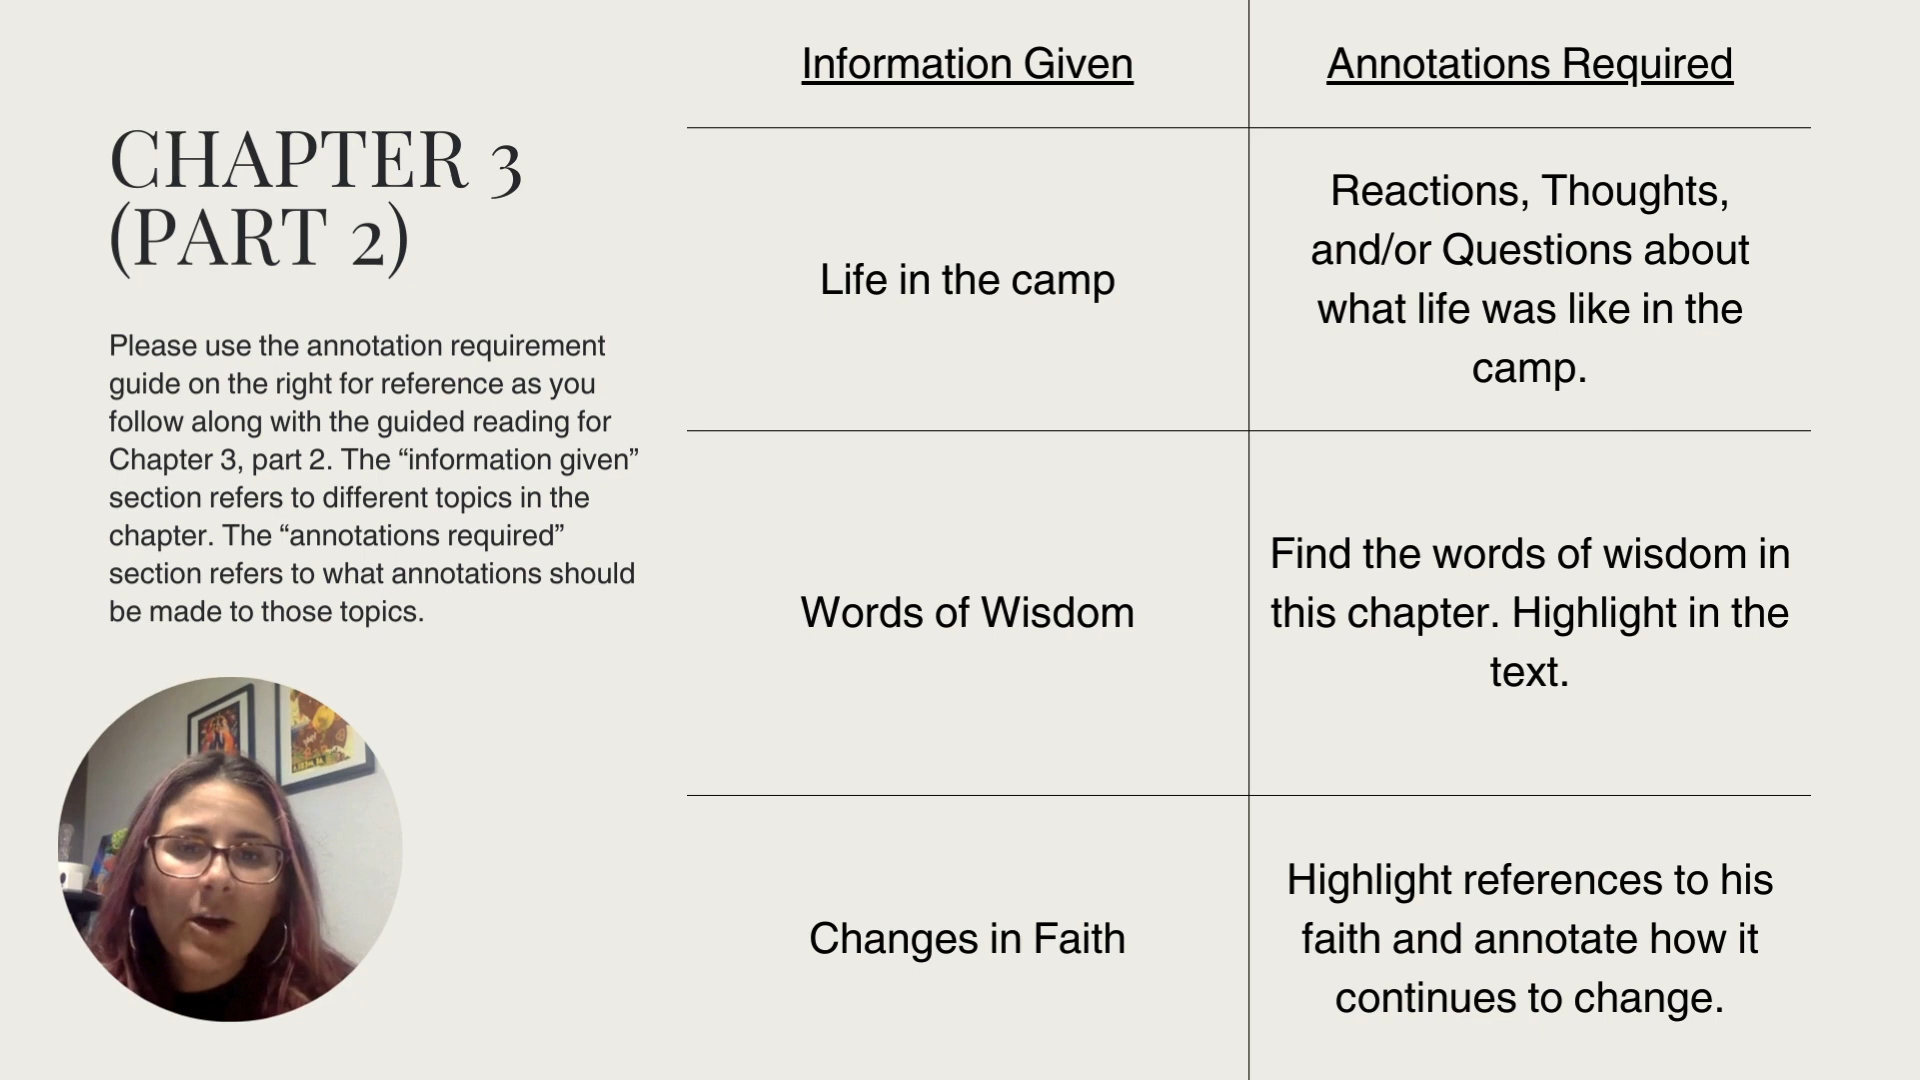 CHAPTER 3
(PART 2)
Please use the annotation requirement
guide on the right for reference as you
follow along with the guided reading for
Chapter 3, part 2. The “information given”
section refers to different topics in the
chapter. The “annotations required”
section refers to what annotations should
be made to those topics.
Information Given
Annotations Required
Life in the camp
Reactions, Thoughts,
and/or Questions about
what life was like in the
camp.
Words of Wisdom
Find the words of wisdom in
this chapter. Highlight in the
text.
Changes in Faith
Highlight references to his
faith and annotate how it
continues to change.